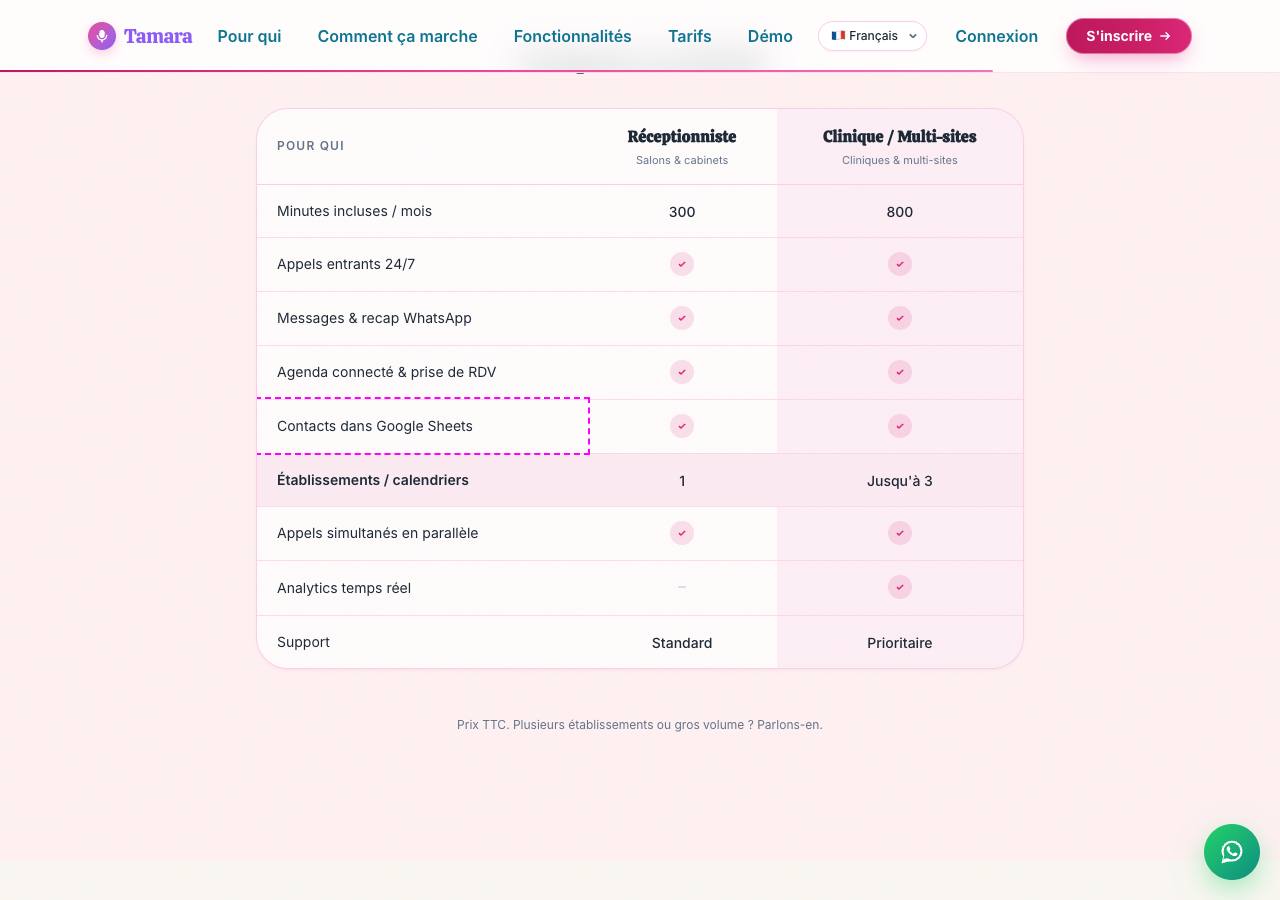 Tamara
Pour qui
Comment ça marche
Fonctionnalités
Tarifs
Démo
Français
Connexion
S'inscrire →
POUR QUI
Réceptionniste
Salons & cabinets
Clinique / Multi-sites
Cliniques & multi-sites
Minutes incluses / mois 300 800
Appels entrants 24/7
Messages & recap WhatsApp
Agenda connecté & prise de RDV
Contacts dans Google Sheets
Établissements / calendriers 1 Jusqu'à 3
Appels simultanés en parallèle
Analytics temps réel –
Support Standard Prioritaire
Prix TTC. Plusieurs établissements ou gros volume ? Parlons-en.